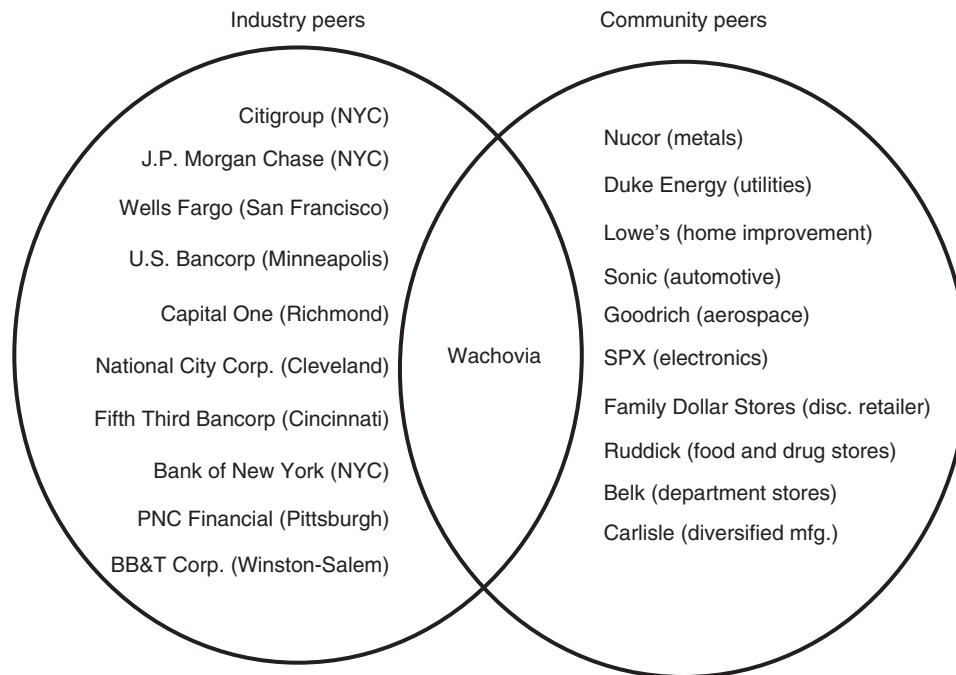 Industry peers
Community peers
Citigroup (NYC)
J.P. Morgan Chase (NYC)
Wells Fargo (San Francisco)
U.S. Bancorp (Minneapolis)
Capital One (Richmond)
National City Corp. (Cleveland)
Fifth Third Bancorp (Cincinnati)
Bank of New York (NYC)
PNC Financial (Pittsburgh)
BB&T Corp. (Winston-Salem)
Wachovia
Nucor (metals)
Duke Energy (utilities)
Lowe's (home improvement)
Sonic (automotive)
Goodrich (aerospace)
SPX (electronics)
Family Dollar Stores (disc. retailer)
Ruddick (food and drug stores)
Belk (department stores)
Carlisle (diversified mfg.)